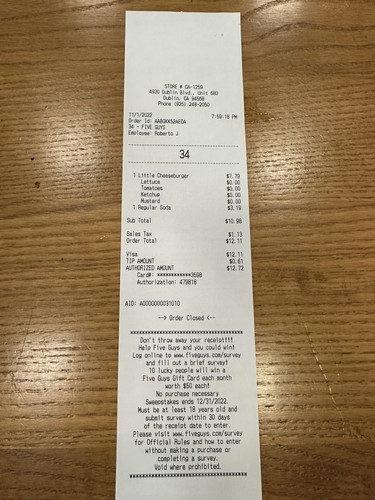 STORE # CA-1259
4930 Dublin Blvd., Unit 680
Dublin, CA 94568
Phone (925) 248-2050
11/1/2022 7:59:18 PM
Order Id: AABGKK52AECA
34 - FIVE GUYS
Employee: Roberto J
34
1 Little Cheeseburger $7.79
Lettuce $0.00
Tomatoes $0.00
Ketchup $0.00
Mustard $0.00
1 Regular Soda $3.19
Sub Total $10.98
Sales Tax $1.13
Order Total $12.11
Visa $12.11
TIP AMOUNT $0.61
AUTHORIZED AMOUNT $12.72
Card#: ************3598
Authorization: 479818
AID: A0000000031010
--> Order Closed <--
Don't throw away your receipt!!!
Help Five Guys and you could win!
Log online to www.fiveguys.com/survey
and fill out a brief survey!
10 lucky people will win a
Five Guys Gift Card each month
worth $50 each!
No purchase necessary
Sweepstakes ends 12/31/2022.
Must be at least 18 years old and
submit survey within 30 days
of the receipt date to enter.
Please visit www.fiveguys.com/survey
for Official Rules and how to enter
without making a purchase or
completing a survey.
Void where prohibited.